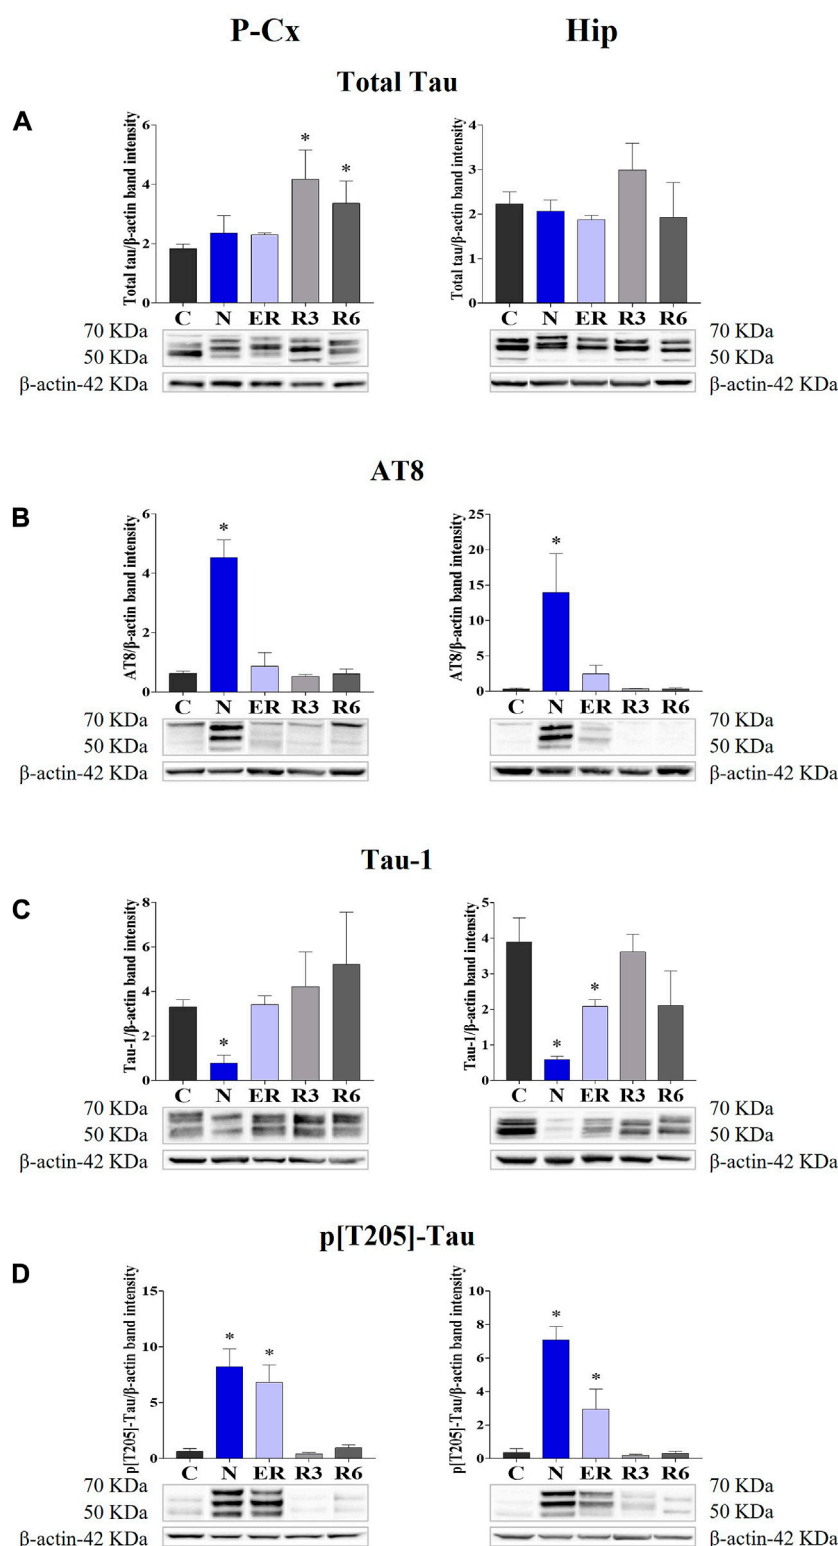 P-Cx Hip
Total Tau
A
Total tau/β-actin band intensity
6
4
2
0
C N ER R3 R6
* *
70 KDa
50 KDa
β-actin-42 KDa
Total tau/β-actin band intensity
4
3
2
1
0
C N ER R3 R6
70 KDa
50 KDa
β-actin-42 KDa
AT8
B
AT8/β-actin band intensity
6
4
2
0
*
C N ER R3 R6
70 KDa
50 KDa
β-actin-42 KDa
AT8/β-actin band intensity
25
20
15
10
5
0
*
C N ER R3 R6
70 KDa
50 KDa
β-actin-42 KDa
Tau-1
C
Tau-1/β-actin band intensity
8
6
4
2
0
*
C N ER R3 R6
70 KDa
50 KDa
β-actin-42 KDa
Tau-1/β-actin band intensity
5
4
3
2
1
0
* *
C N ER R3 R6
70 KDa
50 KDa
β-actin-42 KDa
p[T205]-Tau
D
p[T205]-Tau/β-actin band intensity
15
10
5
0
* *
C N ER R3 R6
70 KDa
50 KDa
β-actin-42 KDa
p[T205]-Tau/β-actin band intensity
10
8
6
4
2
0
* *
C N ER R3 R6
70 KDa
50 KDa
β-actin-42 KDa